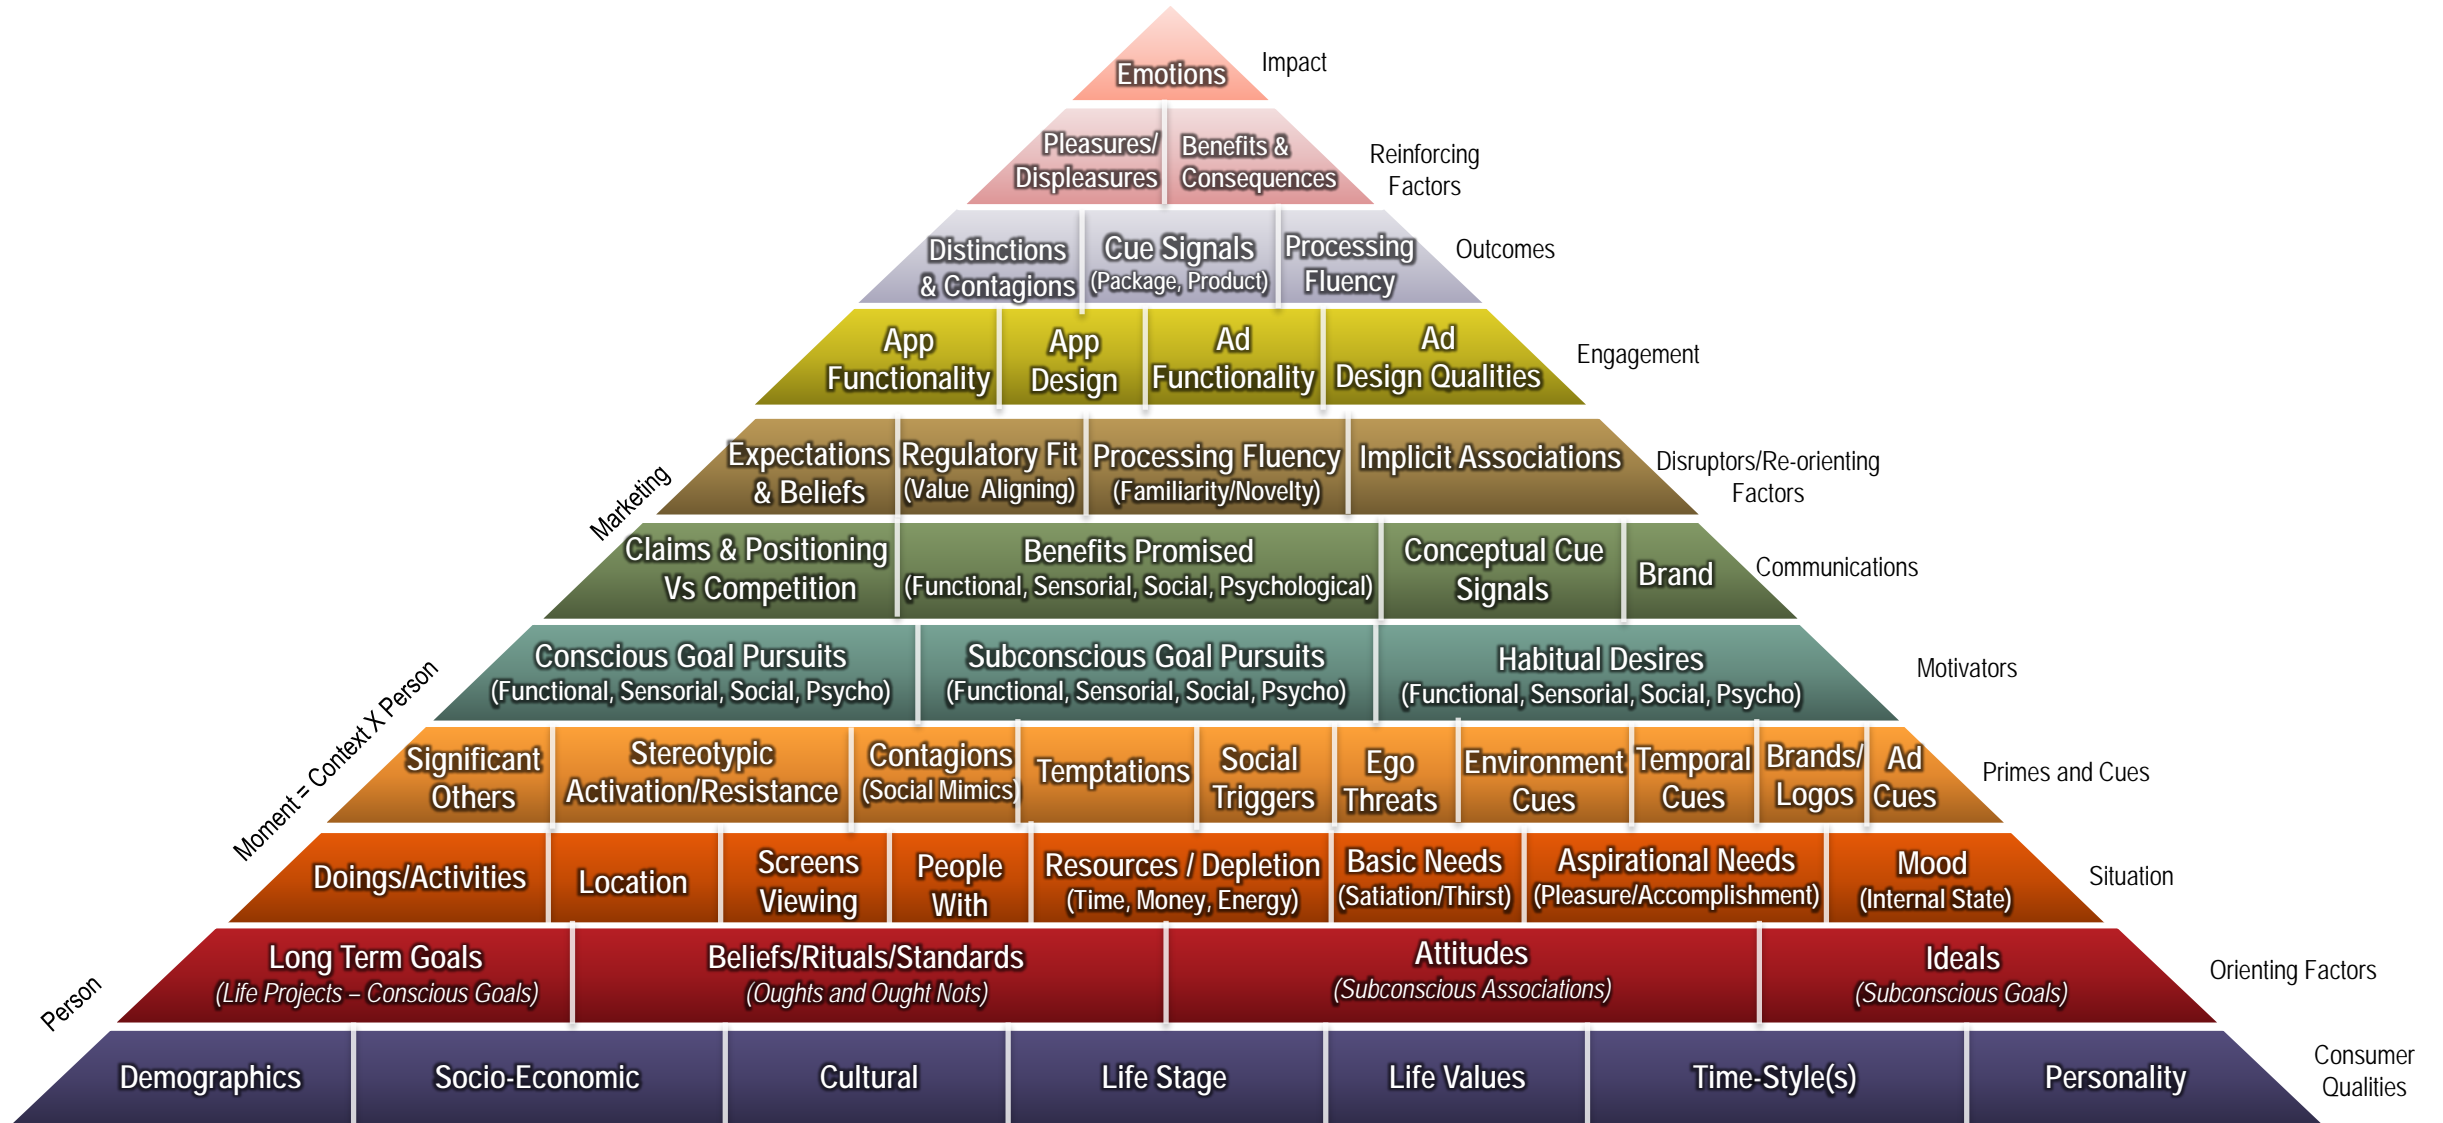 Emotions
Impact
Pleasures/
Displeasures
Benefits &
Consequences
Reinforcing
Factors
Distinctions
& Contagions
Cue Signals
(Package, Product)
Processing
Fluency
Outcomes
App
Functionality
App
Design
Ad
Functionality
Ad
Design Qualities
Engagement
Marketing
Expectations
& Beliefs
Regulatory Fit
(Value Aligning)
Processing Fluency
(Familiarity/Novelty)
Implicit Associations
Disruptors/Re-orienting
Factors
Claims & Positioning
Vs Competition
Benefits Promised
(Functional, Sensorial, Social, Psychological)
Conceptual Cue
Signals
Brand
Communications
Moment = Context X Person
Conscious Goal Pursuits
(Functional, Sensorial, Social, Psycho)
Subconscious Goal Pursuits
(Functional, Sensorial, Social, Psycho)
Habitual Desires
(Functional, Sensorial, Social, Psycho)
Motivators
Significant
Others
Stereotypic
Activation/Resistance
Contagions
(Social Mimics)
Temptations
Social
Triggers
Ego
Threats
Environment
Cues
Temporal
Cues
Brands/
Logos
Ad
Cues
Primes and Cues
Doings/Activities
Location
Screens
Viewing
People
With
Resources / Depletion
(Time, Money, Energy)
Basic Needs
(Satiation/Thirst)
Aspirational Needs
(Pleasure/Accomplishment)
Mood
(Internal State)
Situation
Person
Long Term Goals
(Life Projects – Conscious Goals)
Beliefs/Rituals/Standards
(Oughts and Ought Nots)
Attitudes
(Subconscious Associations)
Ideals
(Subconscious Goals)
Orienting Factors
Demographics
Socio-Economic
Cultural
Life Stage
Life Values
Time-Style(s)
Personality
Consumer
Qualities